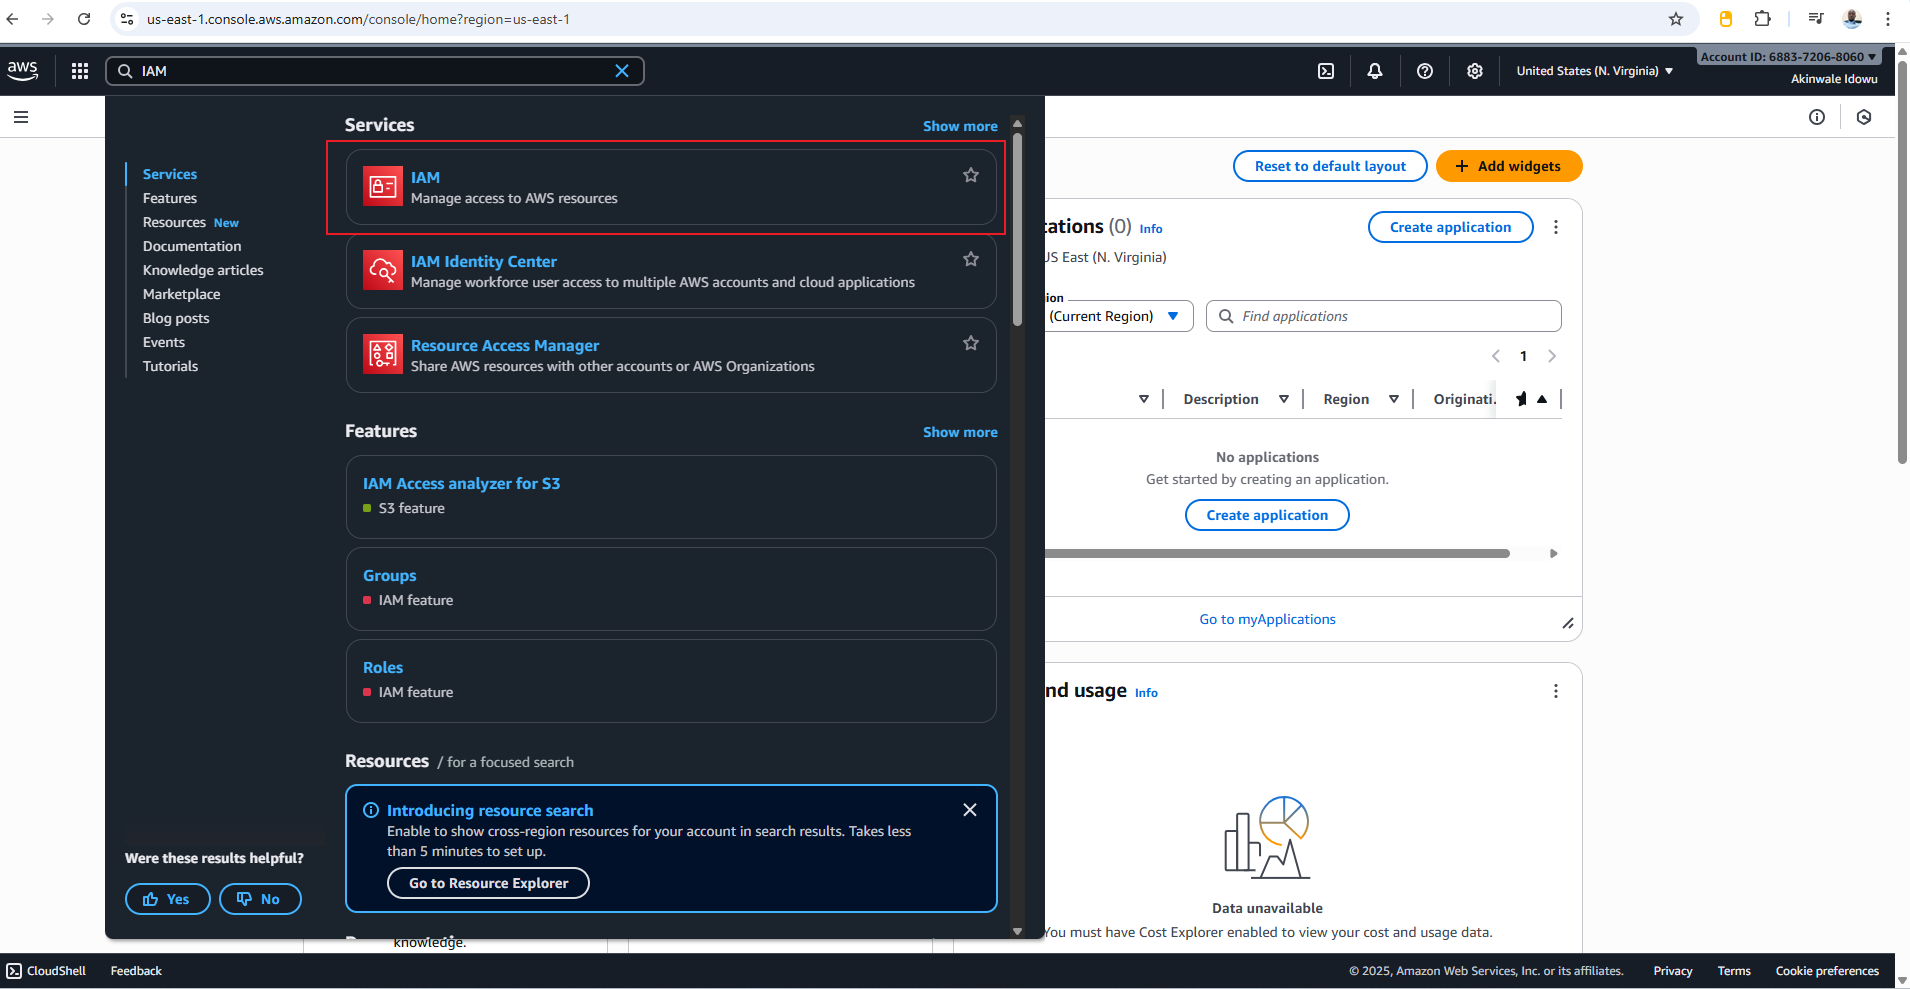 us-east-1.console.aws.amazon.com/console/home?region=us-east-1
aws
IAM
United States (N. Virginia)
Account ID: 6883-7206-8060
Akinwale Idowu
Services
Features
Resources New
Documentation
Knowledge articles
Marketplace
Blog posts
Events
Tutorials
Were these results helpful?
Yes
No
Services
Show more
IAM
Manage access to AWS resources
IAM Identity Center
Manage workforce user access to multiple AWS accounts and cloud applications
Resource Access Manager
Share AWS resources with other accounts or AWS Organizations
Features
Show more
IAM Access analyzer for S3
S3 feature
Groups
IAM feature
Roles
IAM feature
Resources / for a focused search
Introducing resource search
Enable to show cross-region resources for your account in search results. Takes less
than 5 minutes to set up.
Go to Resource Explorer
knowledge.
Reset to default layout
Add widgets
cations (0) Info
Create application
US East (N. Virginia)
ion
(Current Region)
Find applications
1
Description
Region
Originati.
No applications
Get started by creating an application.
Create application
Go to myApplications
nd usage Info
Data unavailable
You must have Cost Explorer enabled to view your cost and usage data.
CloudShell
Feedback
© 2025, Amazon Web Services, Inc. or its affiliates.
Privacy
Terms
Cookie preferences